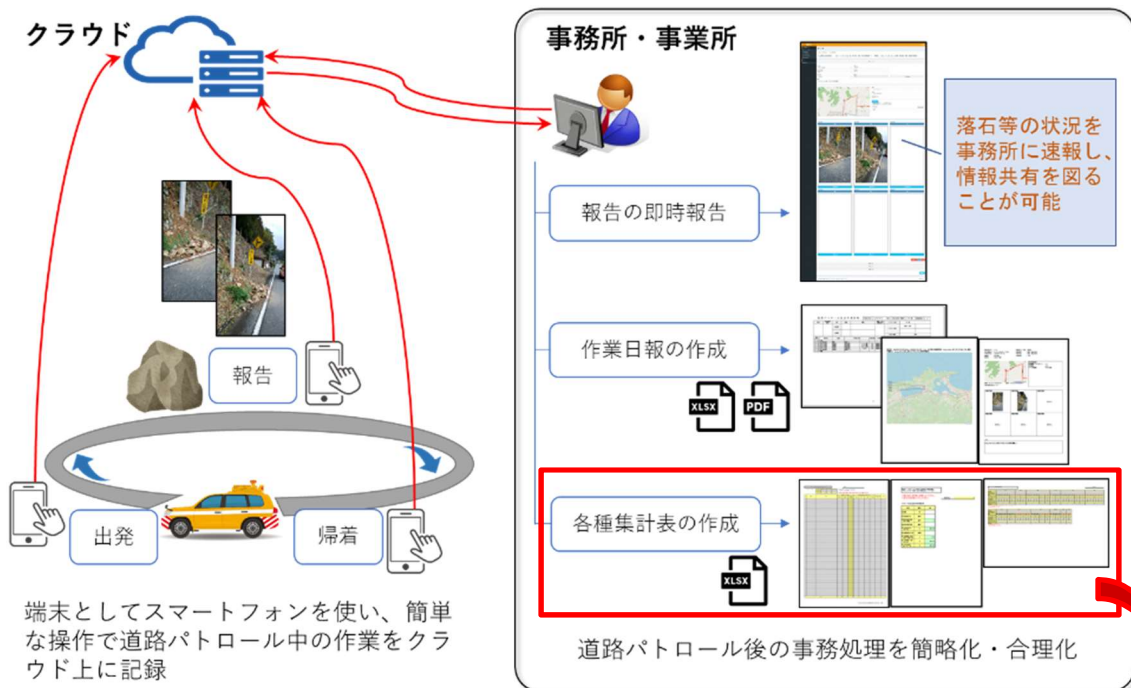 クラウド
報告
出発
帰着
端末としてスマートフォンを使い、簡単
な操作で道路パトロール中の作業をクラ
ウド上に記録
事務所・事業所
落石等の状況を
事務所に速報し、
情報共有を図る
ことが可能
報告の即時報告
作業日報の作成
XLSX
PDF
各種集計表の作成
XLSX
道路パトロール後の事務処理を簡略化・合理化